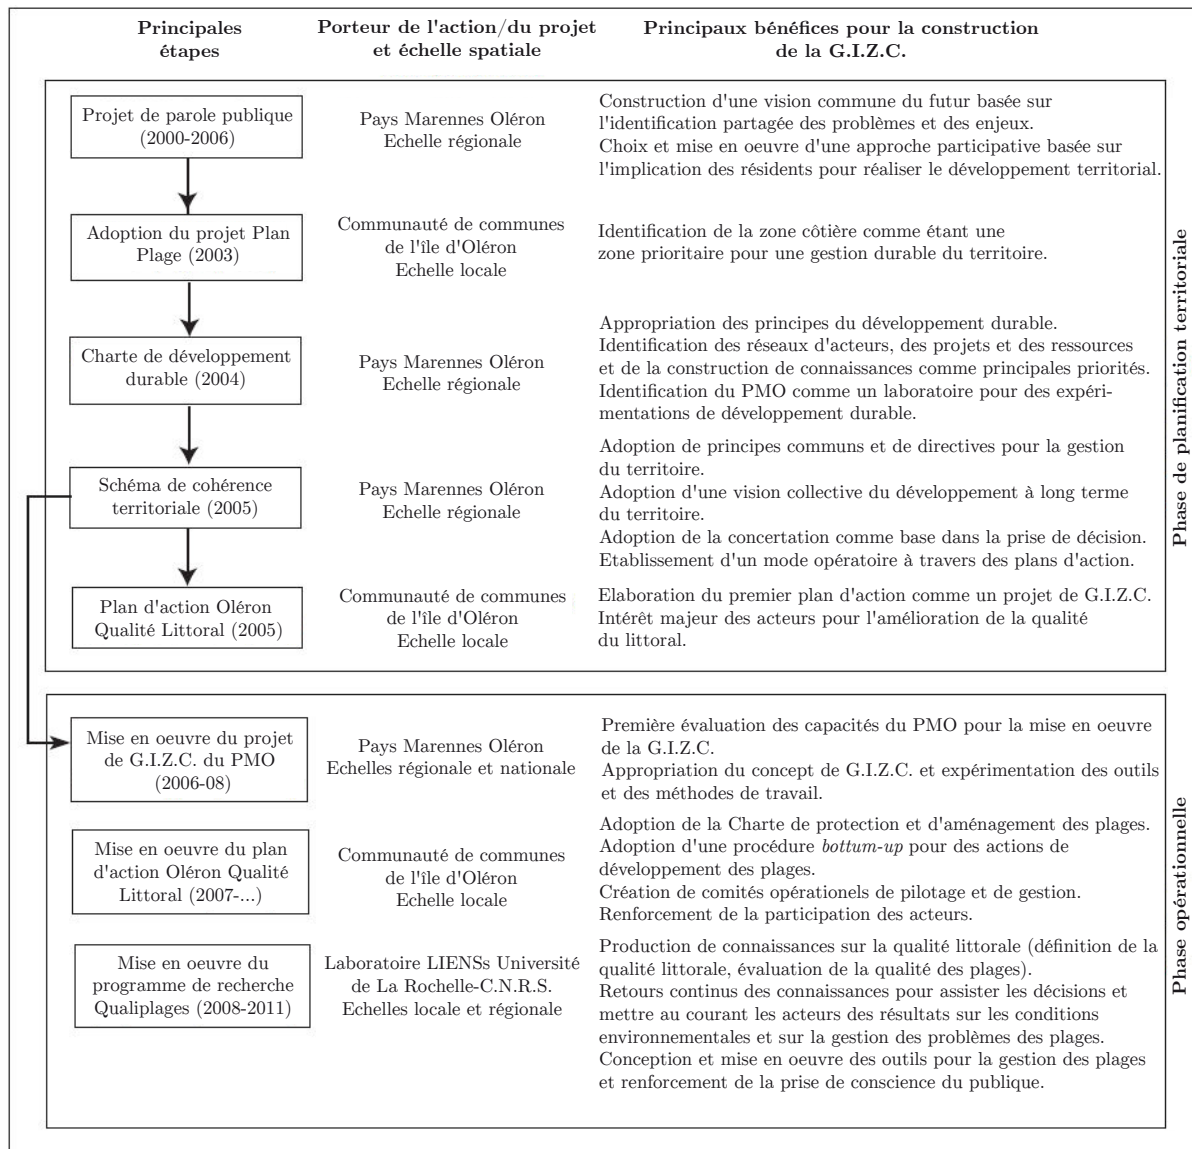 Principales
étapes
Porteur de l'action/du projet
et échelle spatiale
Principaux bénéfices pour la construction
de la G.I.Z.C.
Projet de parole publique
(2000-2006)
Pays Marennes Oléron
Echelle régionale
Construction d'une vision commune du futur basée sur
l'identification partagée des problèmes et des enjeux.
Choix et mise en oeuvre d'une approche participative basée sur
l'implication des résidents pour réaliser le développement territorial.
Adoption du projet Plan
Plage (2003)
Communauté de communes
de l'île d'Oléron
Echelle locale
Identification de la zone côtière comme étant une
zone prioritaire pour une gestion durable du territoire.
Charte de développement
durable (2004)
Pays Marennes Oléron
Echelle régionale
Appropriation des principes du développement durable.
Identification des réseaux d'acteurs, des projets et des ressources
et de la construction de connaissances comme principales priorités.
Identification du PMO comme un laboratoire pour des expéri-
mentations de développement durable.
Schéma de cohérence
territoriale (2005)
Pays Marennes Oléron
Echelle régionale
Adoption de principes communs et de directives pour la gestion
du territoire.
Adoption d'une vision collective du développement à long terme
du territoire.
Adoption de la concertation comme base dans la prise de décision.
Etablissement d'un mode opératoire à travers des plans d'action.
Plan d'action Oléron
Qualité Littoral (2005)
Communauté de communes
de l'île d'Oléron
Echelle locale
Elaboration du premier plan d'action comme un projet de G.I.Z.C.
Intérêt majeur des acteurs pour l'amélioration de la qualité
du littoral.
Phase de planification territoriale
Mise en oeuvre du projet
de G.I.Z.C. du PMO
(2006-08)
Pays Marennes Oléron
Echelles régionale et nationale
Première évaluation des capacités du PMO pour la mise en oeuvre
de la G.I.Z.C.
Appropriation du concept de G.I.Z.C. et expérimentation des outils
et des méthodes de travail.
Mise en oeuvre du plan
d'action Oléron Qualité
Littoral (2007-...)
Communauté de communes
de l'île d'Oléron
Echelle locale
Adoption de la Charte de protection et d'aménagement des plages.
Adoption d'une procédure bottum-up pour des actions de
développement des plages.
Création de comités opérationels de pilotage et de gestion.
Renforcement de la participation des acteurs.
Mise en oeuvre du
programme de recherche
Qualiplages (2008-2011)
Laboratoire LIENSs Université
de La Rochelle-C.N.R.S.
Echelles locale et régionale
Production de connaissances sur la qualité littorale (définition de la
qualité littorale, évaluation de la qualité des plages).
Retours continus des connaissances pour assister les décisions et
mettre au courant les acteurs des résultats sur les conditions
environnementales et sur la gestion des problèmes des plages.
Conception et mise en oeuvre des outils pour la gestion des plages
et renforcement de la prise de conscience du publique.
Phase opérationnelle